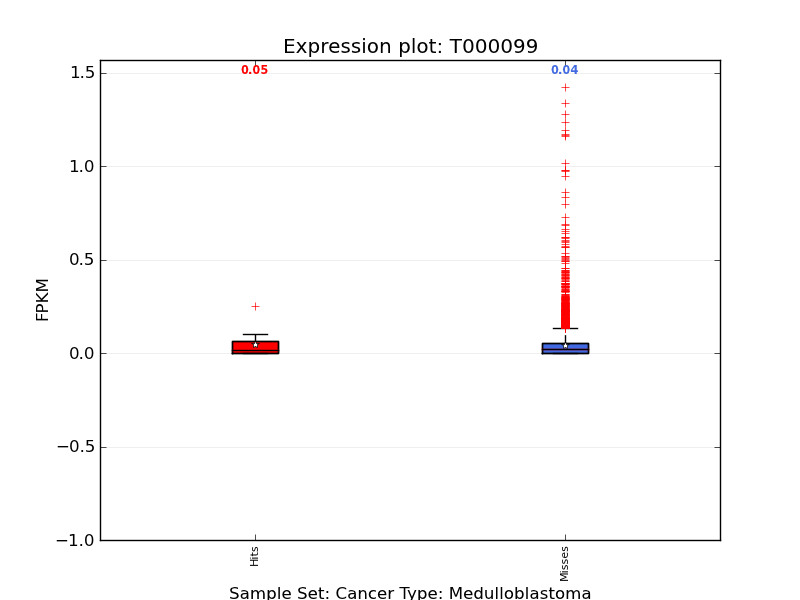 Expression plot: T000099
0.05
0.04
1.5
1.0
0.5
0.0
−0.5
−1.0
FPKM
Hits
Misses
Sample Set: Cancer Type: Medulloblastoma